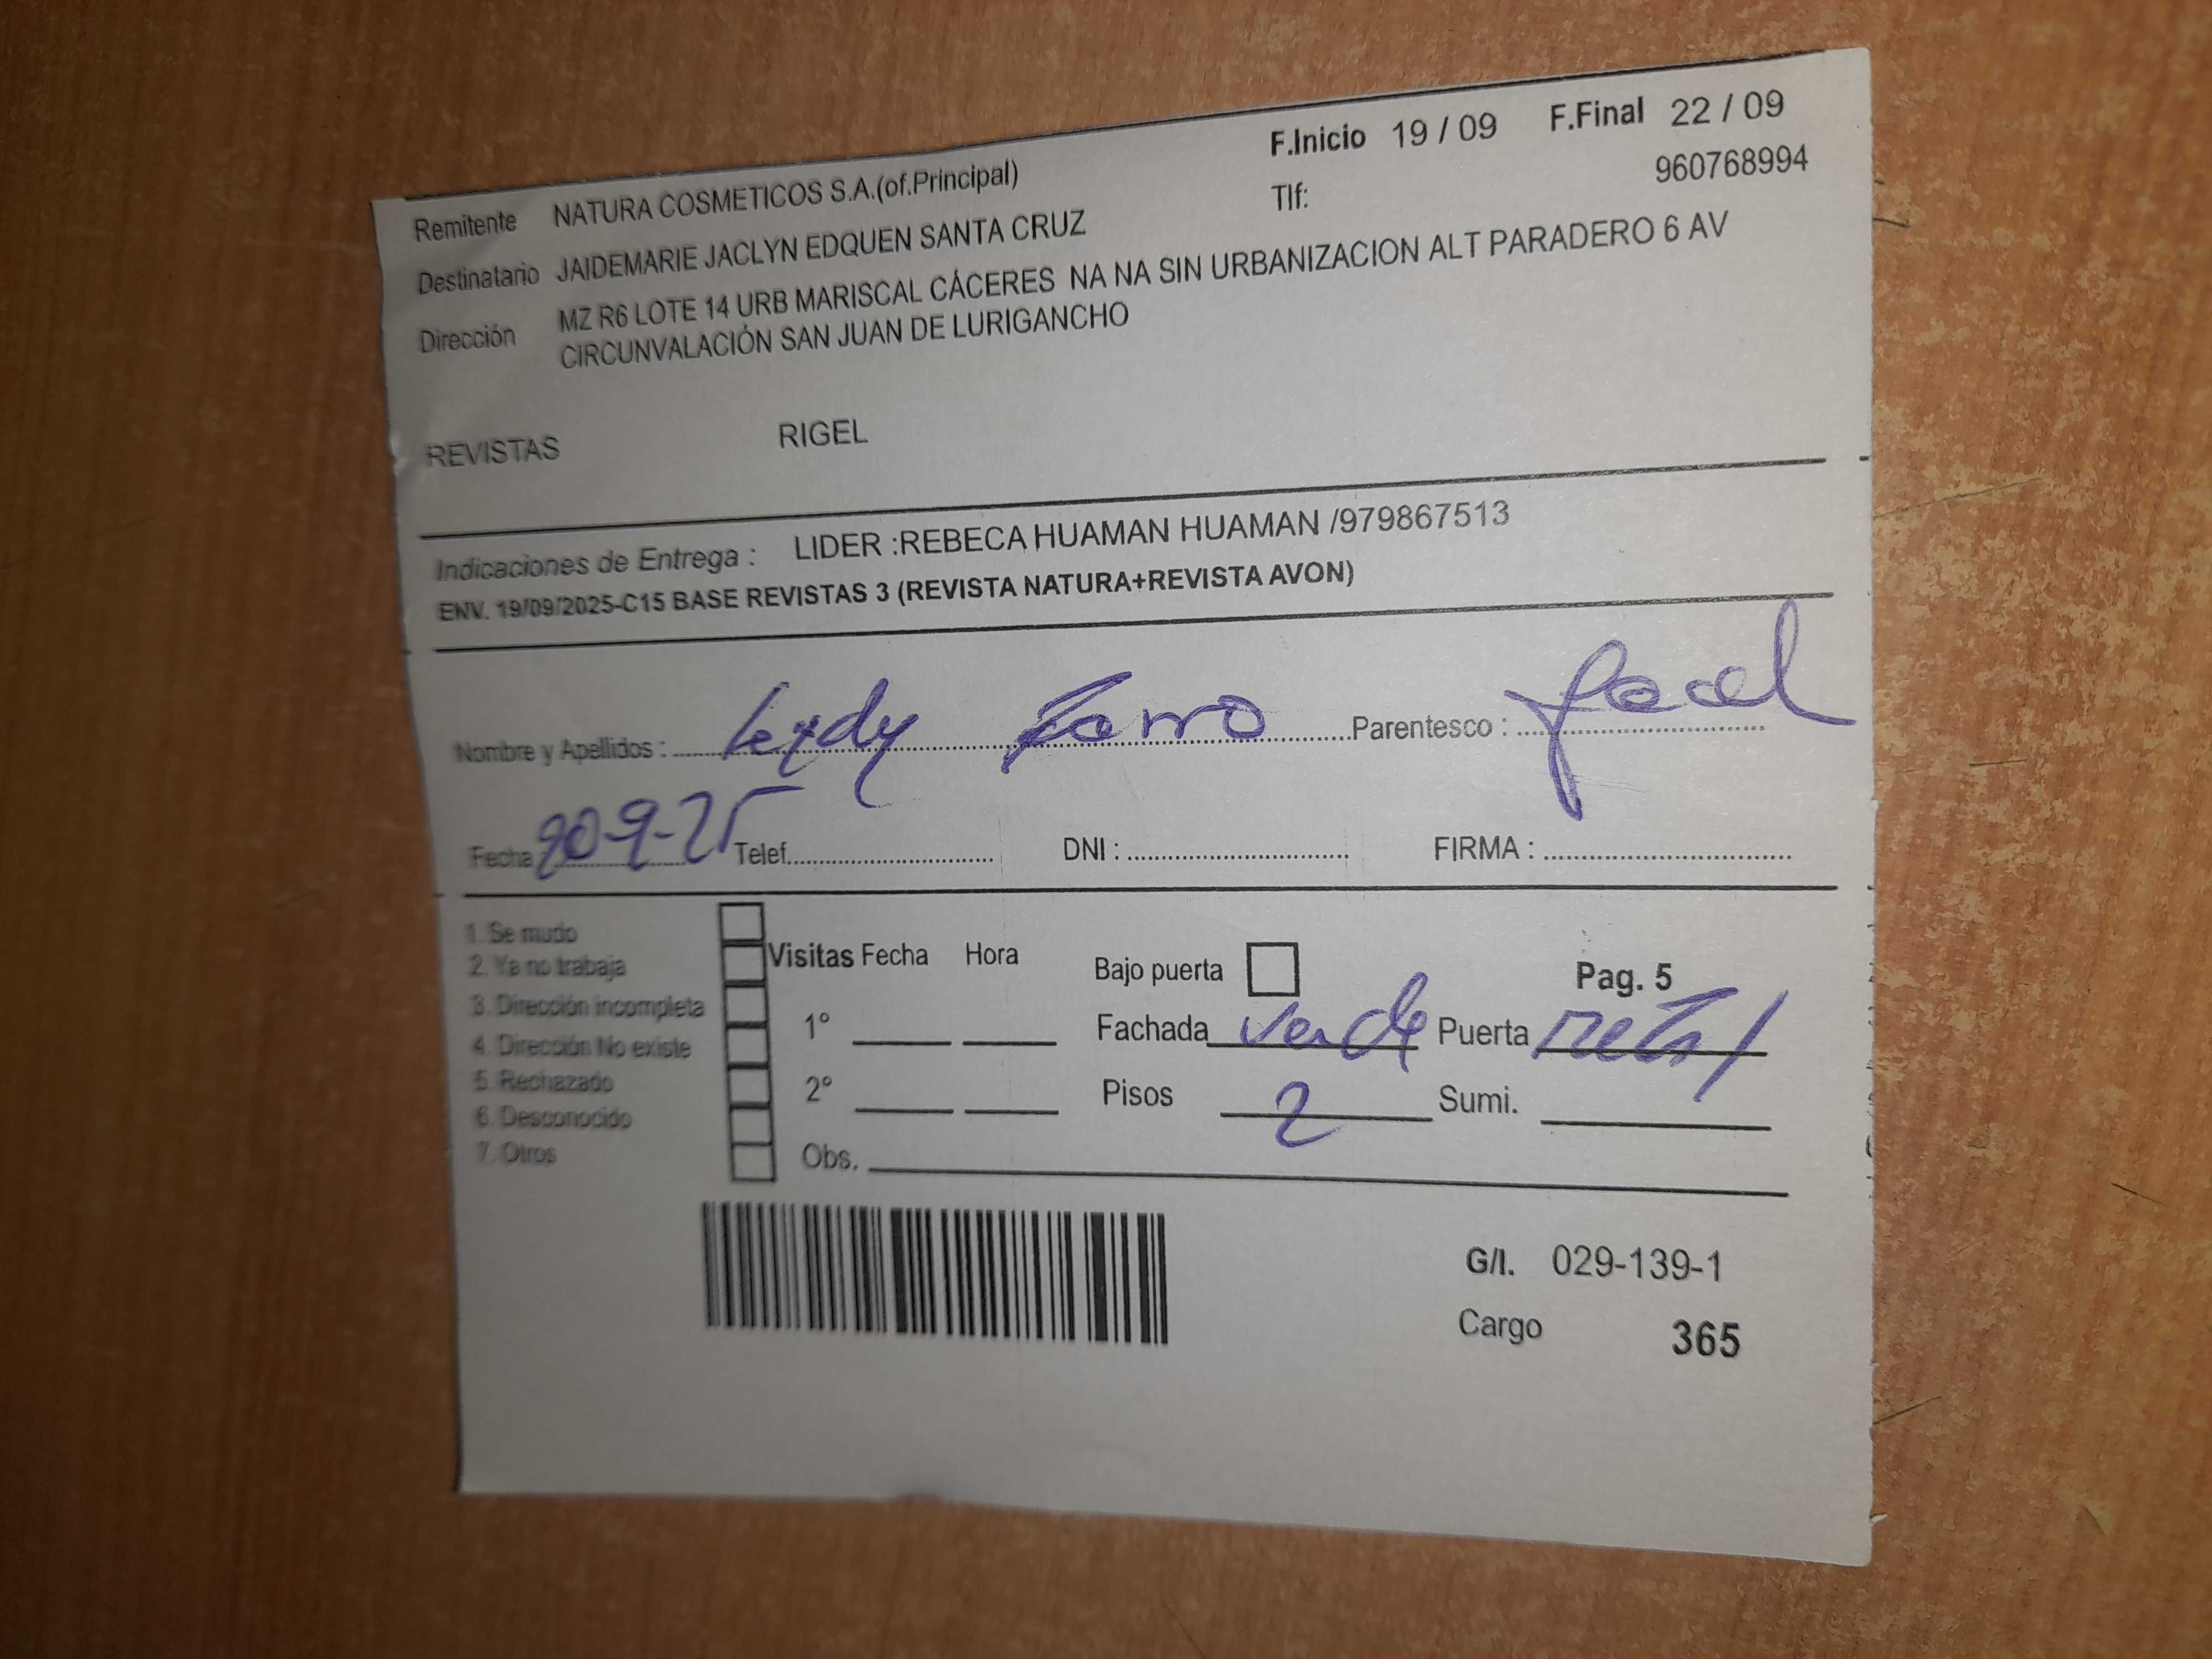 F.Inicio 19 / 09 F.Final 22 / 09
Remitente NATURA COSMETICOS S.A.(of.Principal) Tlf: 960768994
Destinatario JAIDEMARIE JACLYN EDQUEN SANTA CRUZ
Dirección MZ R6 LOTE 14 URB MARISCAL CÁCERES NA NA SIN URBANIZACION ALT PARADERO 6 AV
CIRCUNVALACIÓN SAN JUAN DE LURIGANCHO
REVISTAS RIGEL
Indicaciones de Entrega : LIDER :REBECA HUAMAN HUAMAN /979867513
ENV. 19/09/2025-C15 BASE REVISTAS 3 (REVISTA NATURA+REVISTA AVON)
Nombre y Apellidos : Leydy Parentesco :
Fecha 20-9-25 Telef. DNI : FIRMA :
1. Se mudo
2. Ya no trabaja
3. Dirección incompleta
4. Dirección No existe
5. Rechazado
6. Desconocido
7. Otros
Visitas Fecha Hora
1°
2°
Obs.
Bajo puerta Pag. 5
Fachada verde Puerta metal
Pisos 2 Sumi.
G/I. 029-139-1
Cargo 365